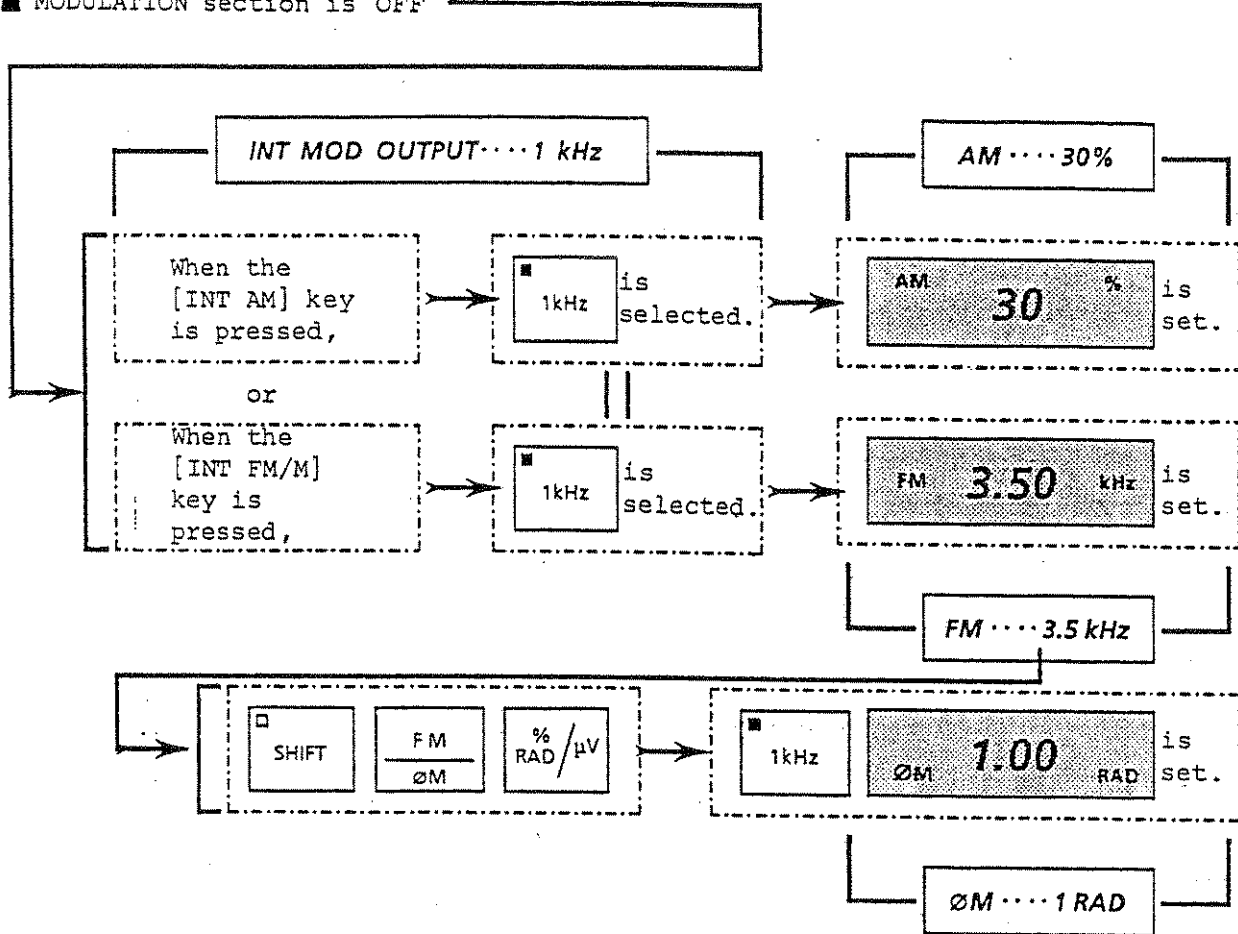 ■ MODULATION section is OFF
INT MOD OUTPUT····1 kHz
AM ····30%
When the
[INT AM] key
is pressed,
1kHz
is
selected.
AM 30 %
is
set.
or
When the
[INT FM/M]
key is
pressed,
1kHz
is
selected.
FM 3.50 kHz
is
set.
FM ····3.5 kHz
SHIFT
FM
ØM
%
RAD/µV
1kHz
ØM 1.00 RAD
is
set.
ØM ····1 RAD